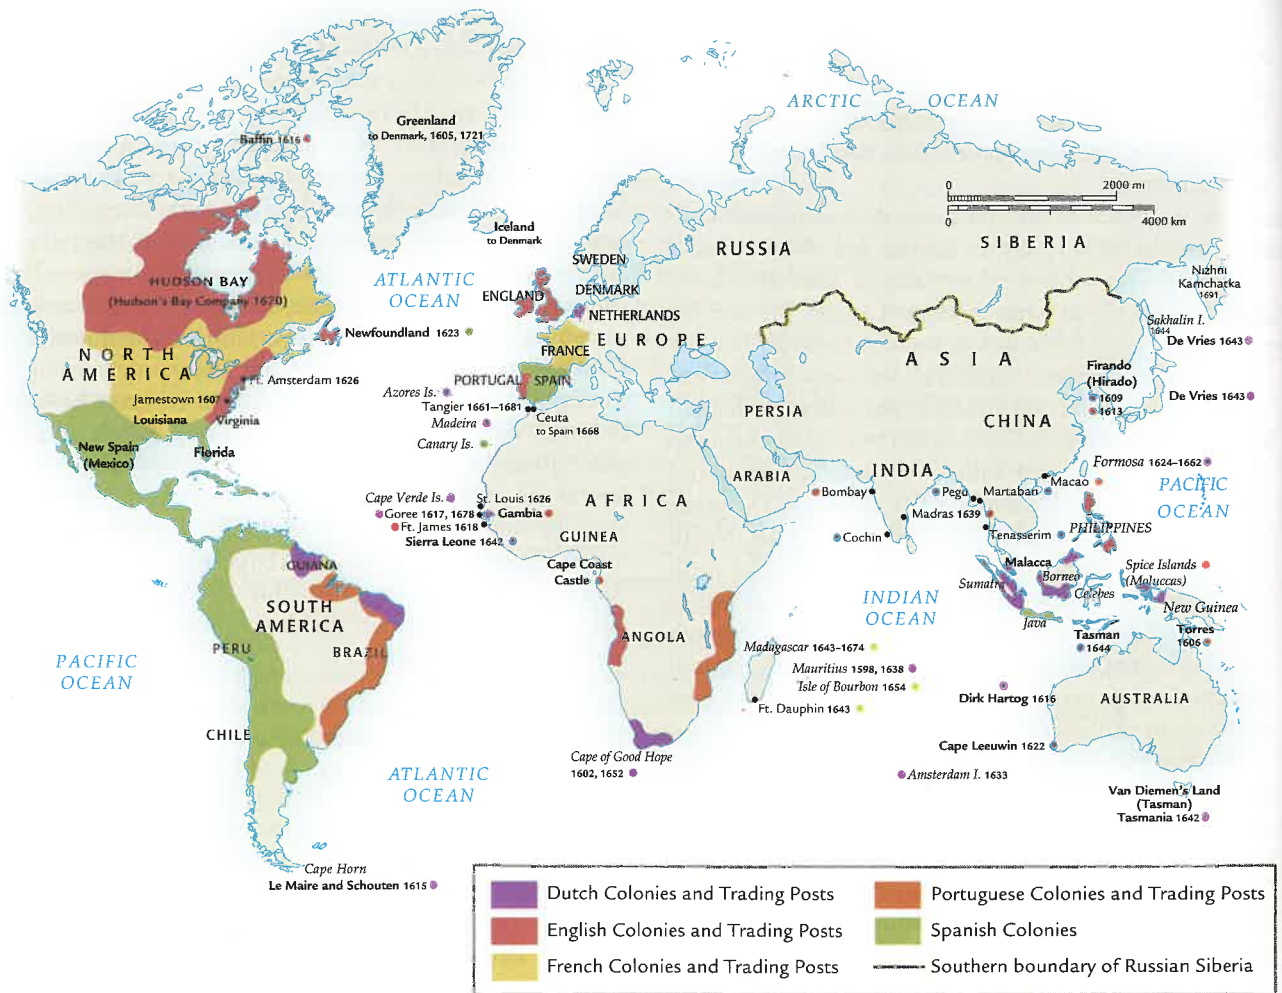 ARCTIC OCEAN
Greenland
to Denmark, 1605, 1721
Baffin 1616
0 2000 mi
0 4000 km
Iceland
to Denmark
RUSSIA
SIBERIA
SWEDEN
Nizhni
Kamchatka
1691
HUDSON BAY
(Hudson's Bay Company 1670)
ATLANTIC
OCEAN
ENGLAND
DENMARK
NETHERLANDS
Sakhalin I.
1644
De Vries 1643
Newfoundland 1623
EUROPE
FRANCE
NORTH
AMERICA
ASIA
Firando
(Hirado)
1609
1613
Ft. Amsterdam 1626
PORTUGAL
SPAIN
Jamestown 1607
Azores Is.
De Vries 1643
Tangier 1661–1681
PERSIA
Louisiana
Virginia
Madeira
Ceuta
to Spain 1668
CHINA
New Spain
(Mexico)
Florida
Canary Is.
Formosa 1624–1662
ARABIA
INDIA
Macao
PACIFIC
OCEAN
Cape Verde Is.
St. Louis 1626
AFRICA
Bombay
Pegu
Martaban
Goree 1617, 1678
Gambia
Madras 1639
Ft. James 1618
PHILIPPINES
Sierra Leone 1642
GUINEA
Cochin
Tenasserim
GUIANA
Cape Coast
Castle
Malacca
Spice Islands
(Moluccas)
Sumatra
Borneo
Celebes
SOUTH
AMERICA
INDIAN
OCEAN
New Guinea
Java
PERU
BRAZIL
ANGOLA
Tasman
1644
Torres
1606
PACIFIC
OCEAN
Madagascar 1643–1674
Mauritius 1598, 1638
Isle of Bourbon 1654
Dirk Hartog 1616
AUSTRALIA
Ft. Dauphin 1643
CHILE
Cape Leeuwin 1622
Cape of Good Hope
1602, 1652
ATLANTIC
OCEAN
Amsterdam I. 1633
Van Diemen's Land
(Tasman)
Tasmania 1642
Cape Horn
Le Maire and Schouten 1615
Dutch Colonies and Trading Posts
English Colonies and Trading Posts
French Colonies and Trading Posts
Portuguese Colonies and Trading Posts
Spanish Colonies
Southern boundary of Russian Siberia